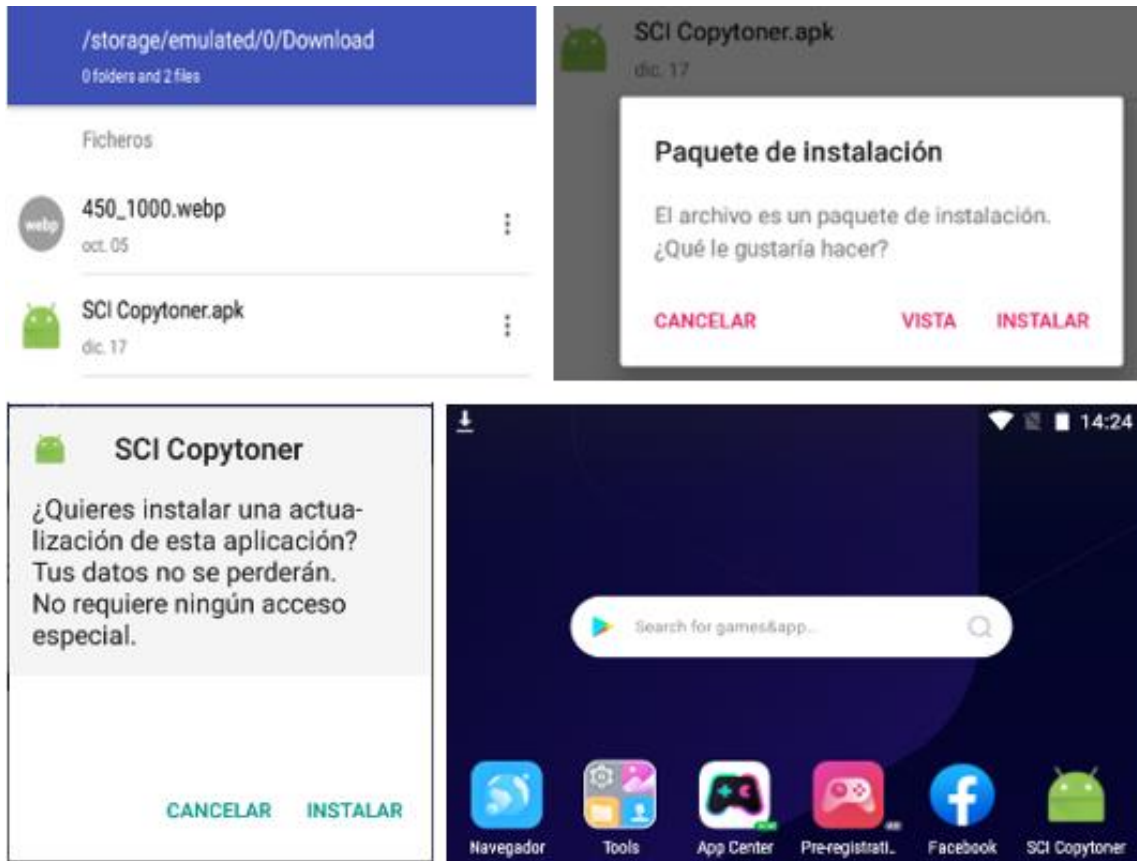 /storage/emulated/0/Download
0 folders and 2 files
Ficheros
webp
450_1000.webp
oct. 05
SCI Copytoner.apk
dic. 17
SCI Copytoner.apk
dic. 17
Paquete de instalación
El archivo es un paquete de instalación.
¿Qué le gustaría hacer?
CANCELAR VISTA INSTALAR
SCI Copytoner
¿Quieres instalar una actua-
lización de esta aplicación?
Tus datos no se perderán.
No requiere ningún acceso
especial.
CANCELAR INSTALAR
14:24
Search for games&app...
Navegador Tools App Center Pre-registrati... Facebook SCI Copytoner